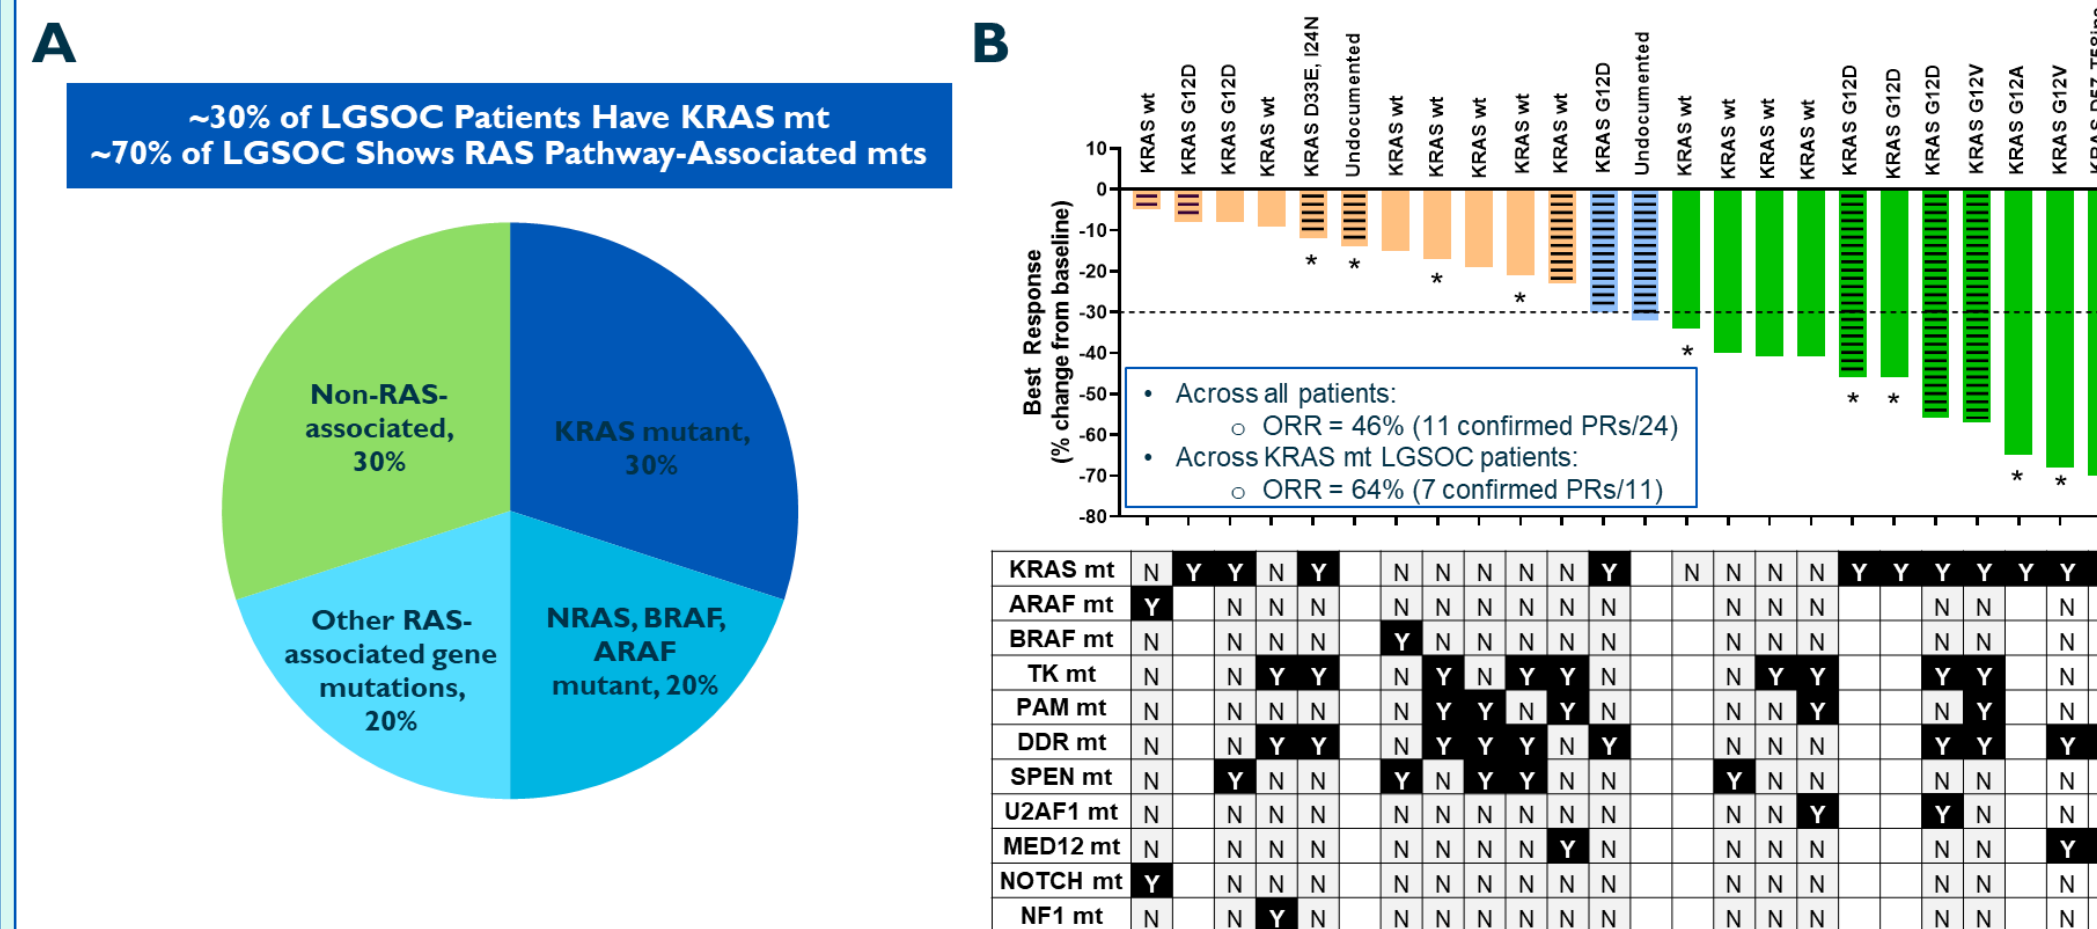 A
~30% of LGSOC Patients Have KRAS mt
~70% of LGSOC Shows RAS Pathway-Associated mts
Non-RAS-
associated,
30%
KRAS mutant,
30%
Other RAS-
associated gene
mutations,
20%
NRAS, BRAF,
ARAF
mutant, 20%
B
KRAS wt
KRAS G12D
KRAS G12D
KRAS wt
KRAS D33E, I24N
Undocumented
KRAS wt
KRAS wt
KRAS wt
KRAS wt
KRAS wt
KRAS G12D
Undocumented
KRAS wt
KRAS wt
KRAS wt
KRAS wt
KRAS G12D
KRAS G12D
KRAS G12D
KRAS G12V
KRAS G12A
KRAS G12V
Best Response
(% change from baseline)
10
0
-10
-20
-30
-40
-50
-60
-70
-80
* * * * * * * * *
• Across all patients:
o ORR = 46% (11 confirmed PRs/24)
• Across KRAS mt LGSOC patients:
o ORR = 64% (7 confirmed PRs/11)
KRAS mt N Y Y N Y N N N N N Y N N N N Y Y Y Y Y Y
ARAF mt Y N N N N N N N N N N N N N N N
BRAF mt N N N N Y N N N N N N N N N N N
TK mt N N Y Y N Y N Y Y N N Y Y Y Y N
PAM mt N N N N N Y Y N Y N N N Y N Y N
DDR mt N N Y Y N Y Y Y N Y N N N Y Y Y
SPEN mt N Y N N Y N Y Y N N Y N N N N N
U2AF1 mt N N N N N N N N N N N N Y Y N N
MED12 mt N N N N N N N N Y N N N N N N Y
NOTCH mt Y N N N N N N N N N N N N N N N
NF1 mt N N Y N N N N N N N N N N N N N